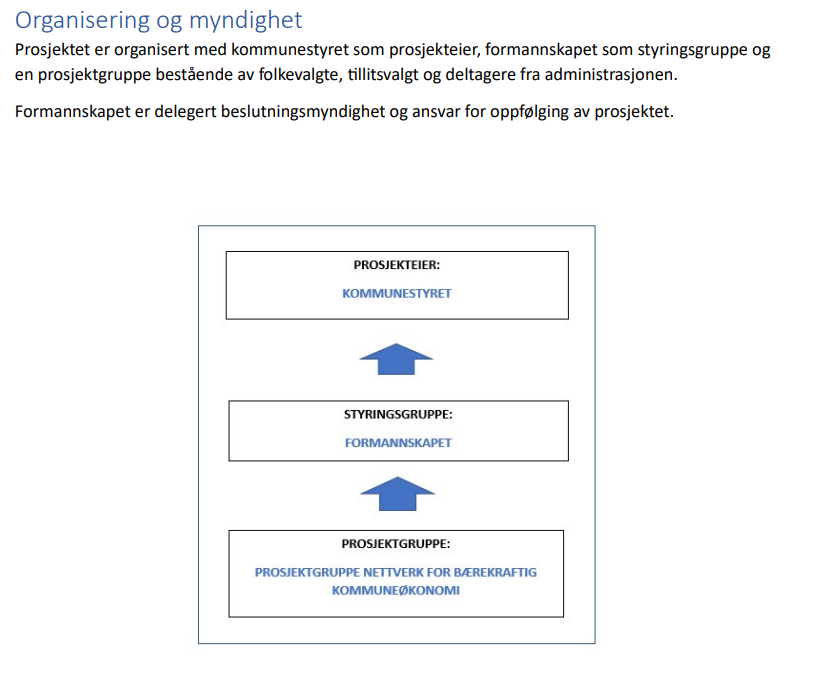 Organisering og myndighet
Prosjektet er organisert med kommunestyret som prosjekteier, formannskapet som styringsgruppe og
en prosjektgruppe bestående av folkevalgte, tillitsvalgt og deltagere fra administrasjonen.
Formannskapet er delegert beslutningsmyndighet og ansvar for oppfølging av prosjektet.
PROSJEKTEIER:
KOMMUNESTYRET
STYRINGSGRUPPE:
FORMANNSKAPET
PROSJEKTGRUPPE:
PROSJEKTGRUPPE NETTVERK FOR BÆREKRAFTIG
KOMMUNEØKONOMI